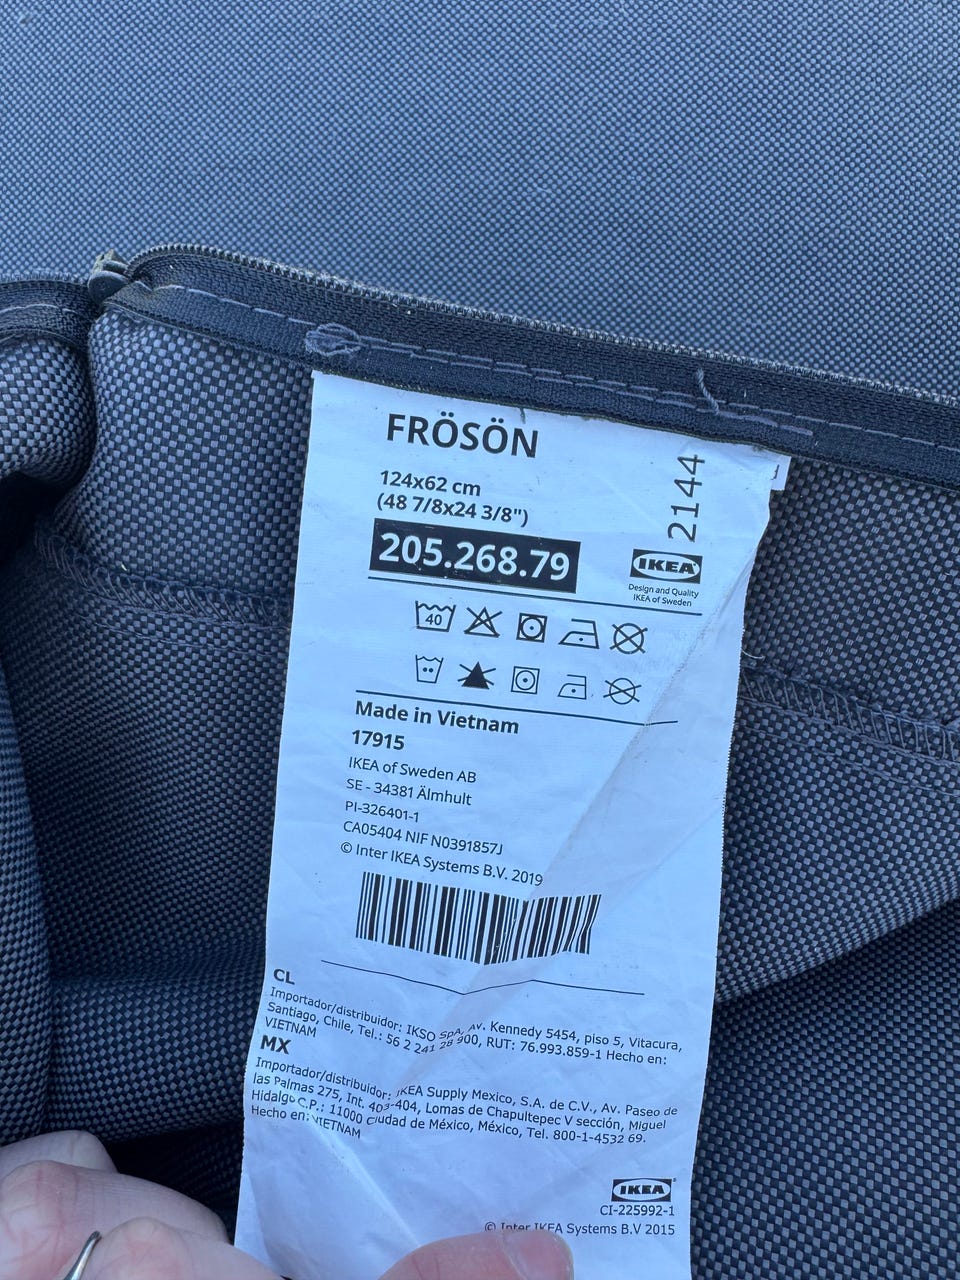 FRÖSÖN
124x62 cm
(48 7/8x24 3/8")
205.268.79
2144
IKEA
Design and Quality
IKEA of Sweden
40
Made in Vietnam
17915
IKEA of Sweden AB
SE - 34381 Älmhult
PI-326401-1
CA05404 NIF N0391857J
© Inter IKEA Systems B.V. 2019
CL
Importador/distribuidor: IKSO SpA, Av. Kennedy 5454, piso 5, Vitacura,
Santiago, Chile, Tel.: 56 2 241 28 900, RUT: 76.993.859-1 Hecho en:
VIETNAM
MX
Importador/distribuidor: IKEA Supply Mexico, S.A. de C.V., Av. Paseo de
las Palmas 275, Int. 403-404, Lomas de Chapultepec V sección, Miguel
Hidalgo C.P.: 11000 Ciudad de México, México, Tel. 800-1-4532 69.
Hecho en: VIETNAM
IKEA
CI-225992-1
© Inter IKEA Systems B.V 2015